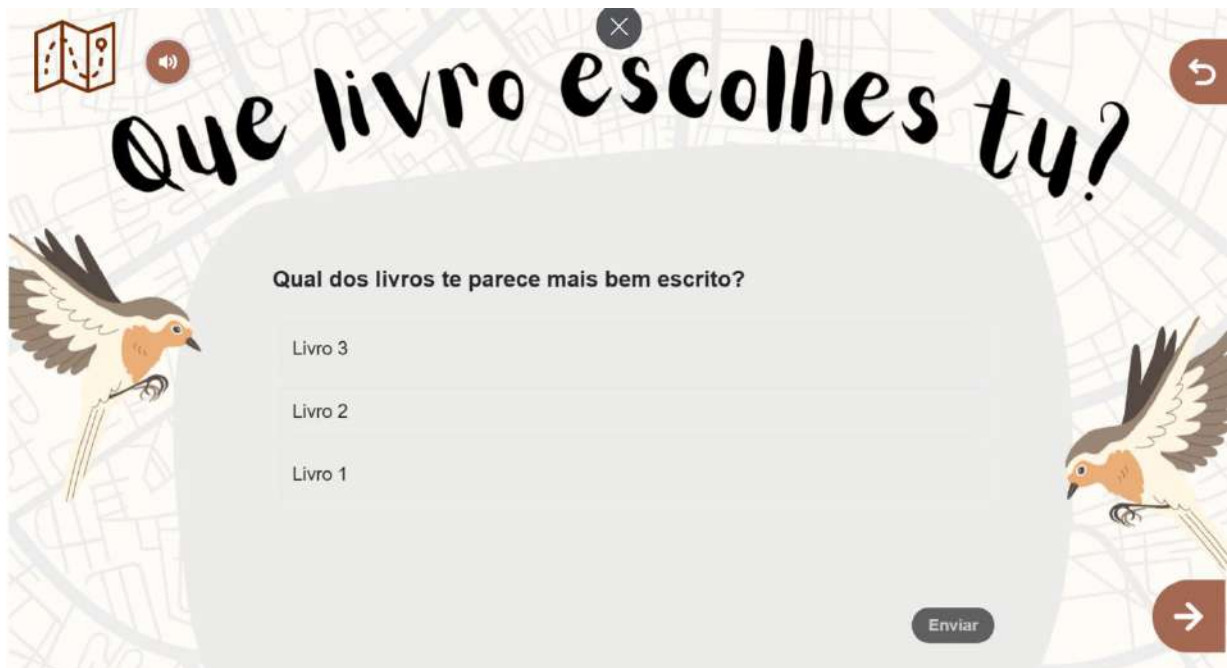 Que livro escolhes tu?
Qual dos livros te parece mais bem escrito?
Livro 3
Livro 2
Livro 1
Enviar